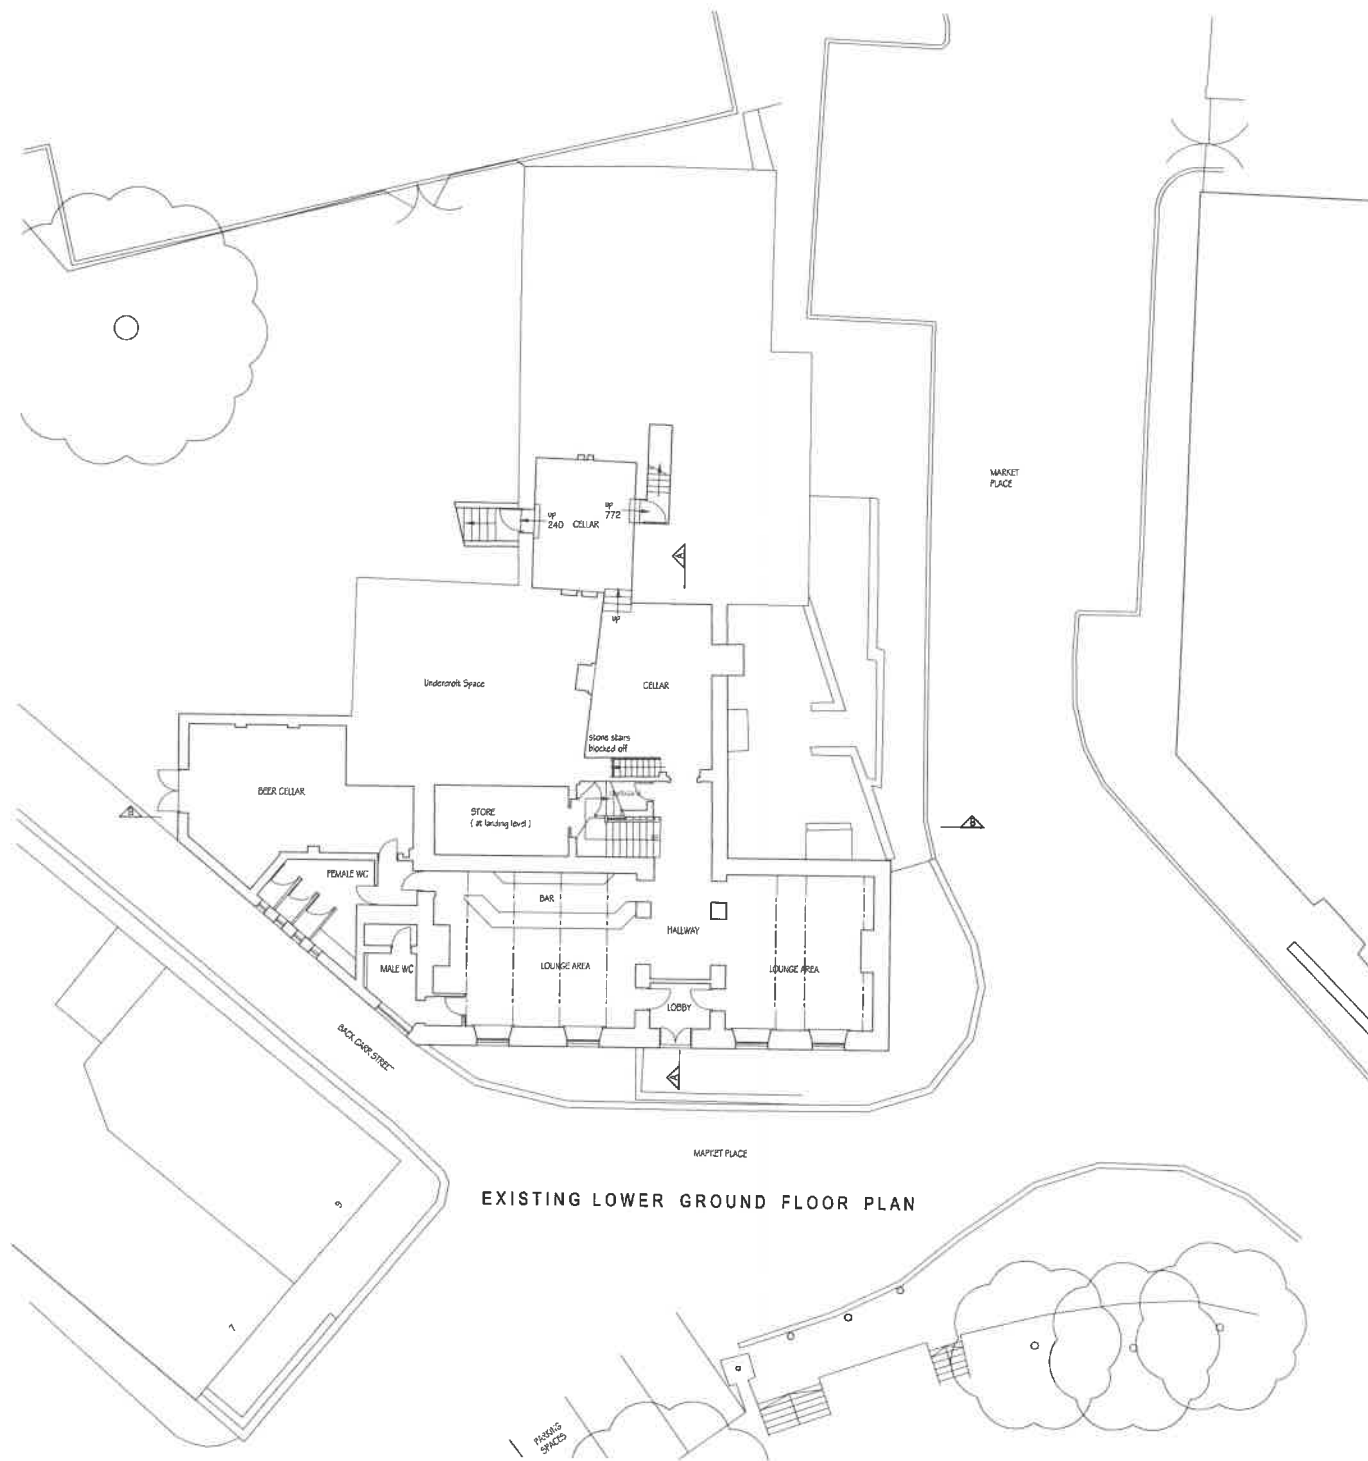 MARKET
PLACE
up
240
CELLAR
up
772
A
up
Undercroft Space
CELLAR
stone stairs
blocked off
BEER CELLAR
STORE
( at landing level )
B
B
FEMALE WC
BAR
HALLWAY
MALE WC
LOUNGE AREA
LOUNGE AREA
LOBBY
BACK CARR STREET
A
MARKET PLACE
EXISTING LOWER GROUND FLOOR PLAN
9
7
PARKING
SPACES